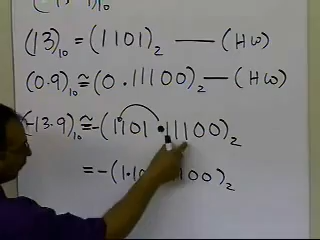 (13)₁₀ = (1101)₂ — (HW)
(0.9)₁₀ ≅ (0.11100)₂ — (HW)
(-13.9)₁₀ ≅ -(1101.11100)₂
= -(1.10 100)₂